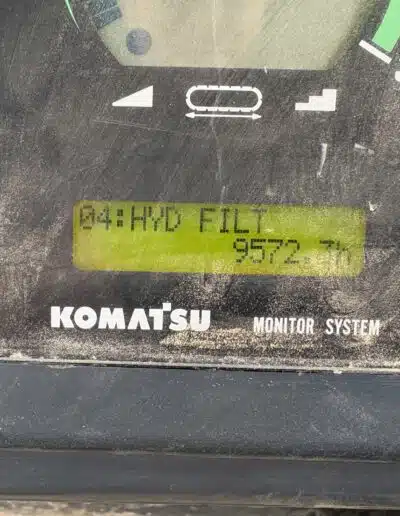 04:HYD FILT
9572.7h
KOMATSU
MONITOR SYSTEM